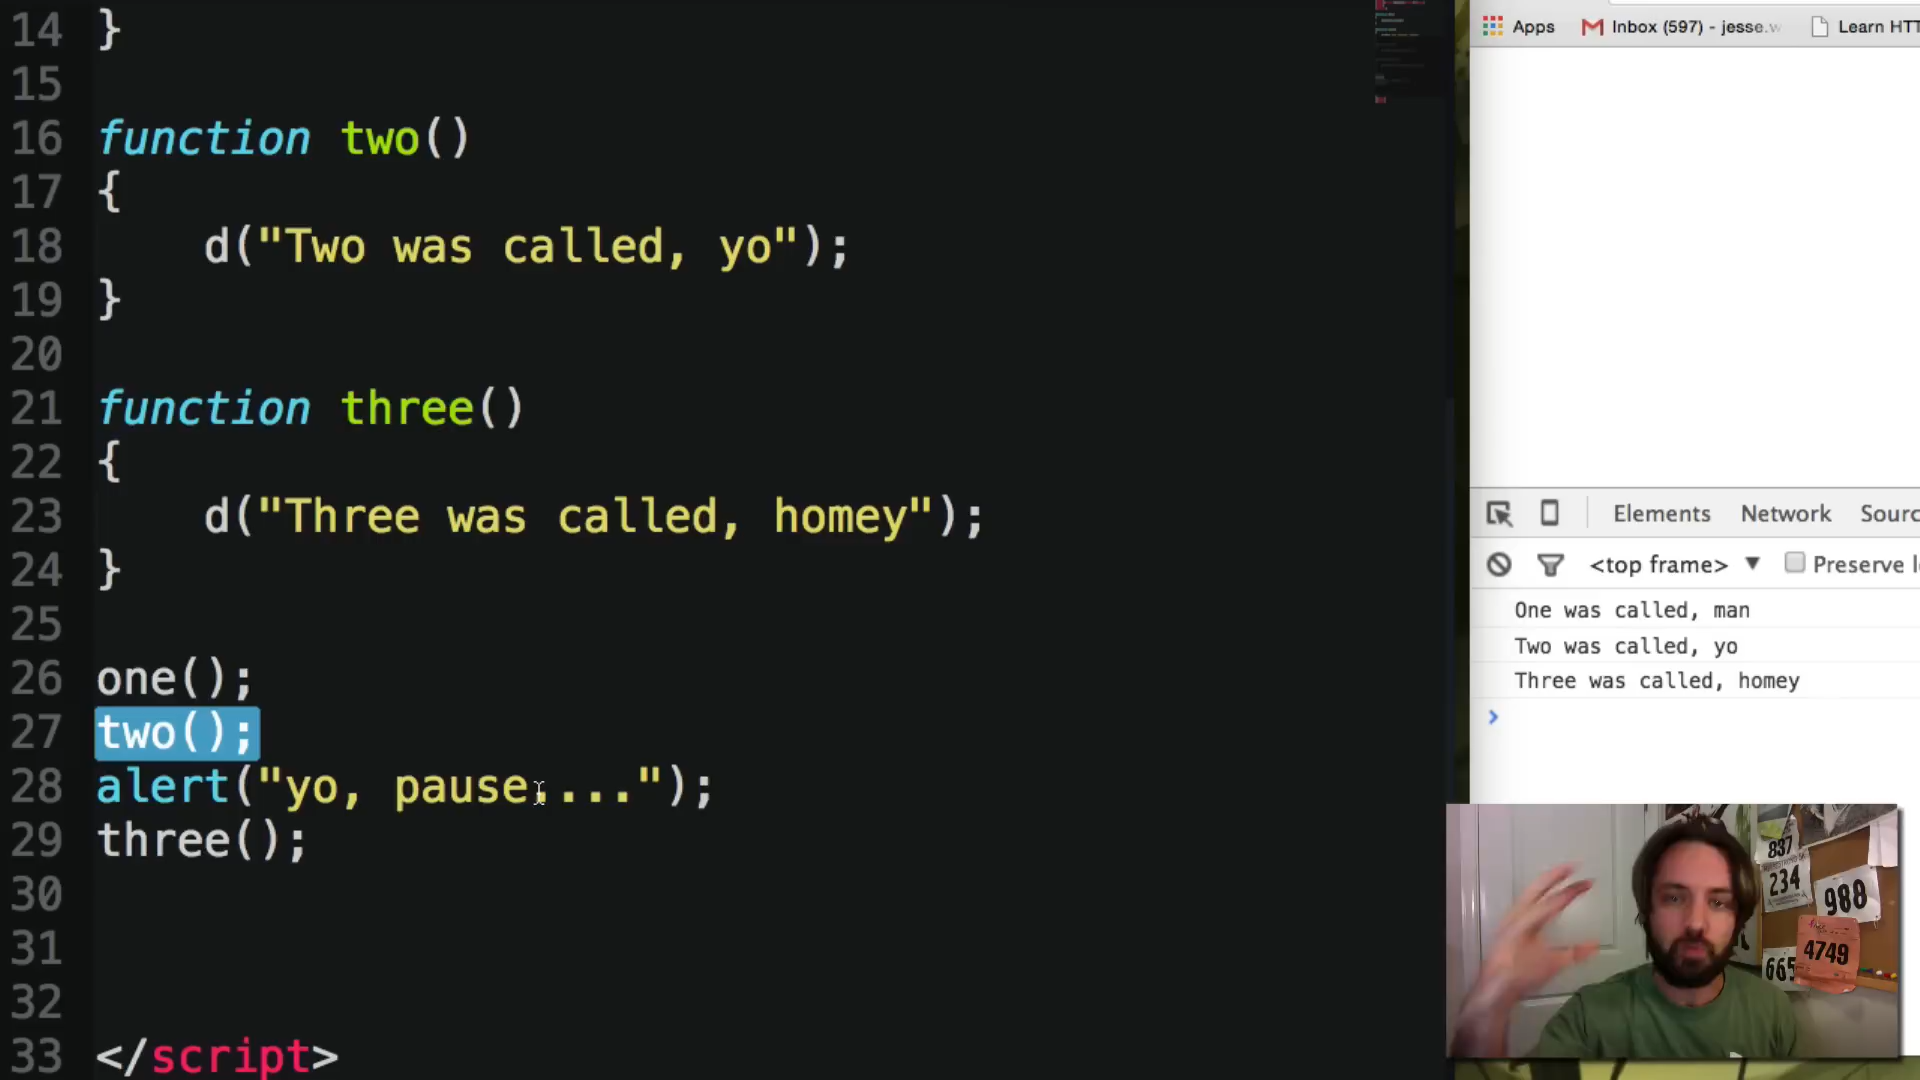 14 }
15
16 function two()
17 {
18 d("Two was called, yo");
19 }
20
21 function three()
22 {
23 d("Three was called, homey");
24 }
25
26 one();
27 two();
28 alert("yo, pause....");
29 three();
30
31
32
33 </script>
Apps Inbox (597) - jesse.w Learn HTT
Elements Network Sourc
<top frame> ▼ Preserve l
One was called, man
Two was called, yo
Three was called, homey
>
837
234
988
4749
665